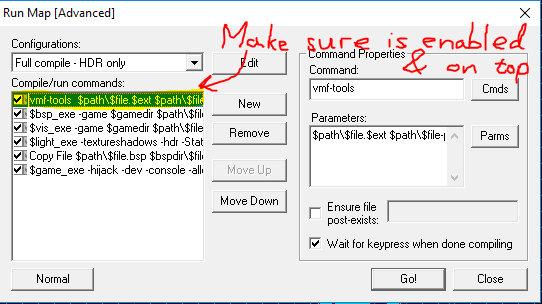 Run Map [Advanced]
Make sure is enabled
& on top
Configurations:
Full compile - HDR only
Edit
Compile/run commands:
vmf-tools $path\$file.$ext $path\$file
$bsp_exe -game $gamedir $path\$file
$vis_exe -game $gamedir $path\$file
$light_exe -textureshadows -hdr -Stat
Copy File $path\$file.bsp $bspdir\$file
$game_exe -hijack -dev -console -allo
New
Remove
Move Up
Move Down
Normal
Command Properties
Command:
vmf-tools
Cmds
Parameters:
$path\$file.$ext $path\$file-p
Parms
Ensure file
post-exists:
Wait for keypress when done compiling
Go!
Close